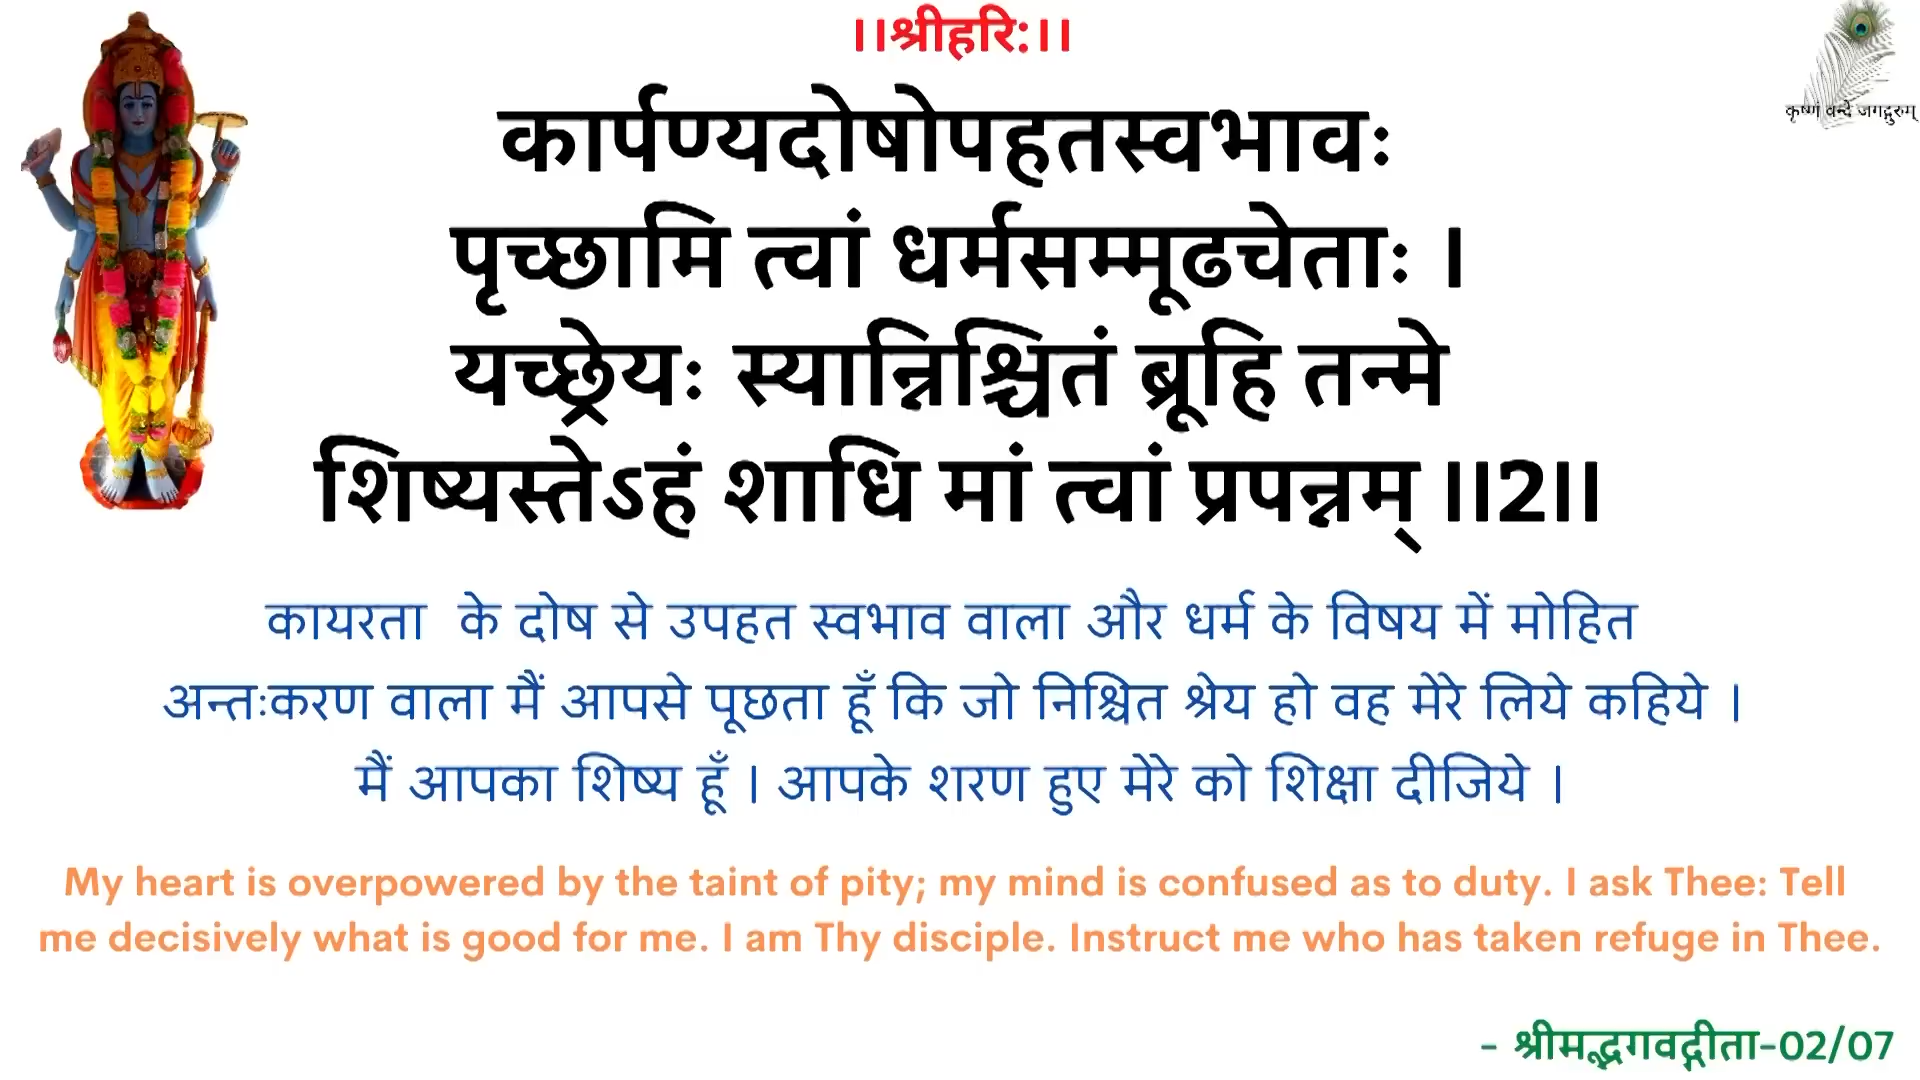 ।।श्रीहरि:।।
कृष्णं वन्दे जगद्गुरुम्
कार्पण्यदोषोपहतस्वभावः
पृच्छामि त्वां धर्मसम्मूढचेताः ।
यच्छ्रेयः स्यान्निश्चितं ब्रूहि तन्मे
शिष्यस्तेऽहं शाधि मां त्वां प्रपन्नम् ।।2।।
कायरता के दोष से उपहत स्वभाव वाला और धर्म के विषय में मोहित
अन्तःकरण वाला मैं आपसे पूछता हूँ कि जो निश्चित श्रेय हो वह मेरे लिये कहिये ।
मैं आपका शिष्य हूँ । आपके शरण हुए मेरे को शिक्षा दीजिये ।
My heart is overpowered by the taint of pity; my mind is confused as to duty. I ask Thee: Tell
me decisively what is good for me. I am Thy disciple. Instruct me who has taken refuge in Thee.
- श्रीमद्भगवद्गीता-02/07